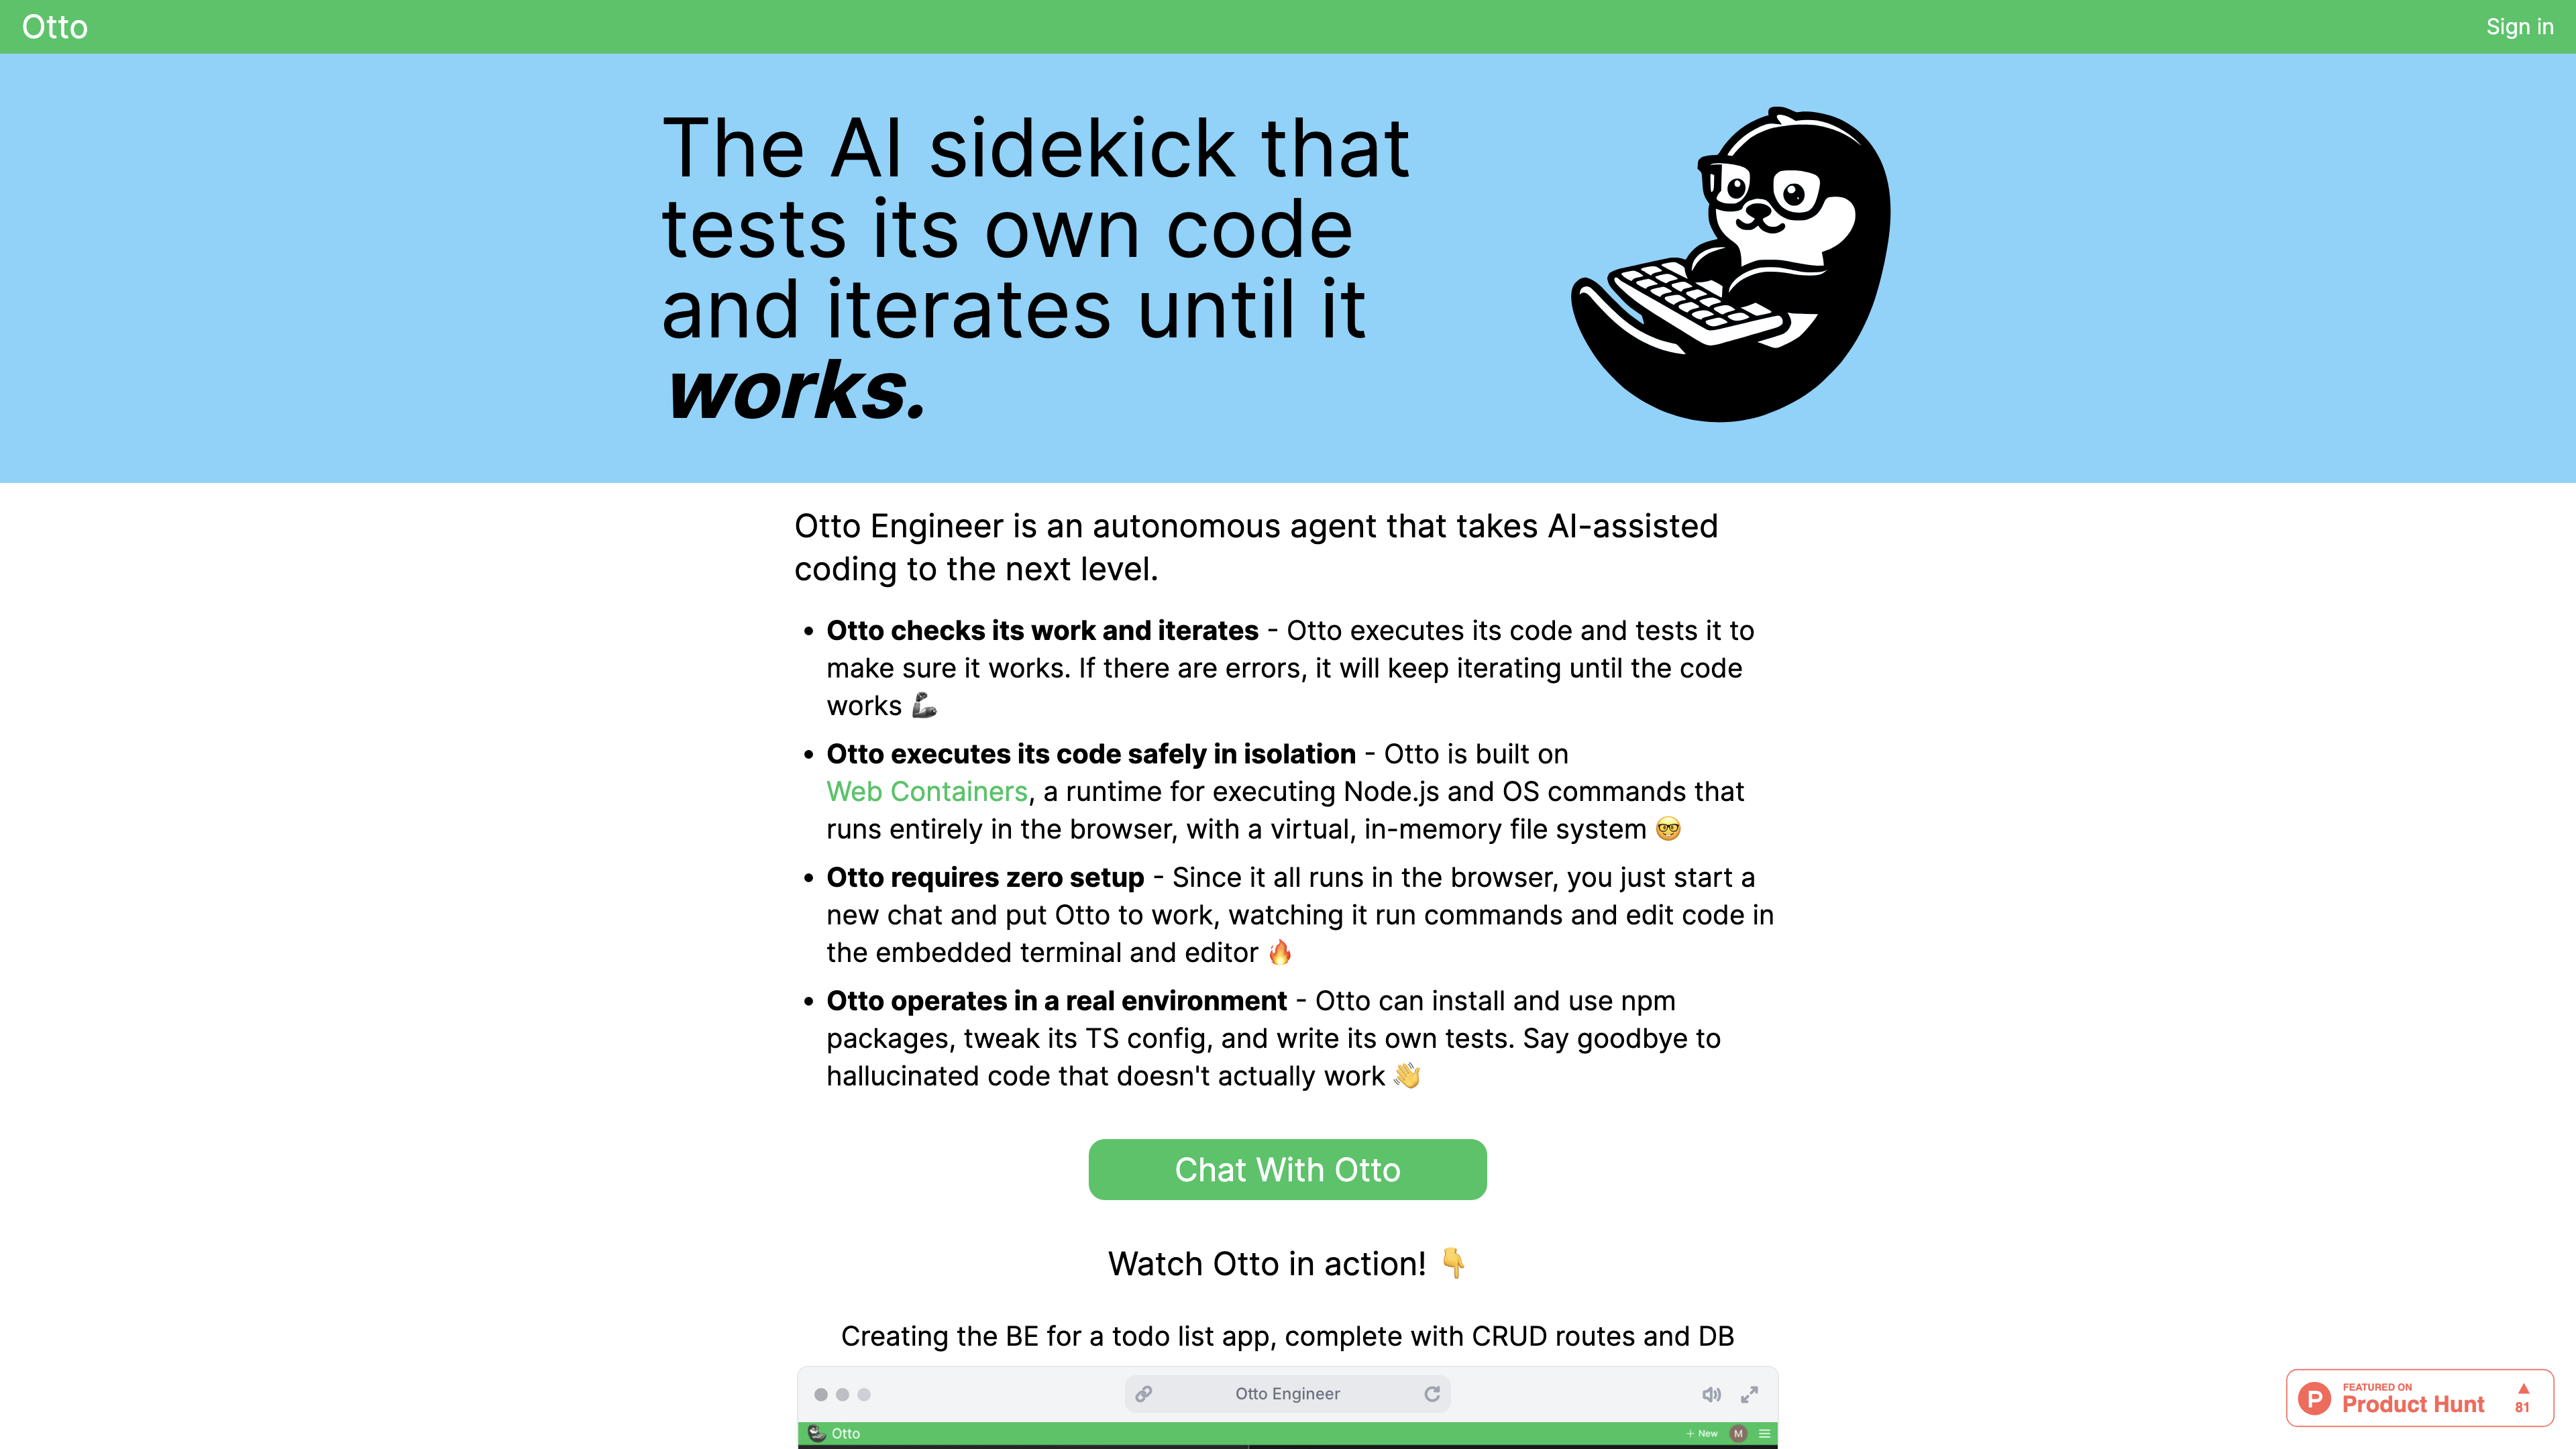 Otto
Sign in
The AI sidekick that
tests its own code
and iterates until it
works.
Otto Engineer is an autonomous agent that takes AI-assisted
coding to the next level.
• Otto checks its work and iterates - Otto executes its code and tests it to
make sure it works. If there are errors, it will keep iterating until the code
works 🦾
• Otto executes its code safely in isolation - Otto is built on
Web Containers, a runtime for executing Node.js and OS commands that
runs entirely in the browser, with a virtual, in-memory file system 🤓
• Otto requires zero setup - Since it all runs in the browser, you just start a
new chat and put Otto to work, watching it run commands and edit code in
the embedded terminal and editor 🔥
• Otto operates in a real environment - Otto can install and use npm
packages, tweak its TS config, and write its own tests. Say goodbye to
hallucinated code that doesn't actually work 👋
Chat With Otto
Watch Otto in action! 👇
Creating the BE for a todo list app, complete with CRUD routes and DB
Otto Engineer
Otto
+ New
M
P
FEATURED ON
Product Hunt
▲
81